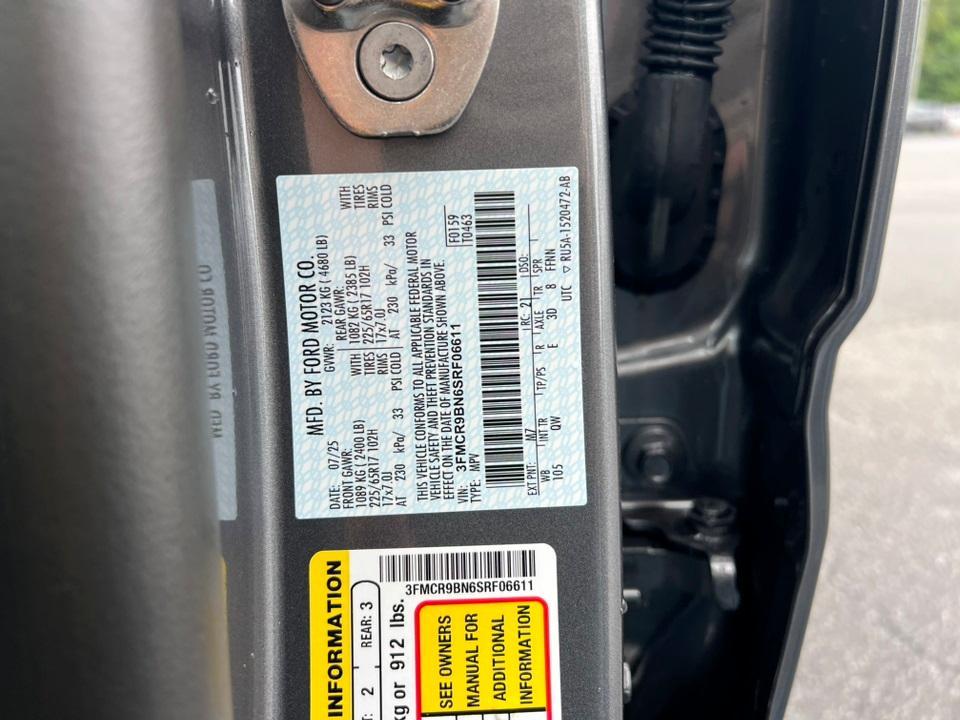 MFD. BY FORD MOTOR CO.
DATE: 07/25 GVWR: 2123 KG ( 4680 LB)
FRONT GAWR: REAR GAWR:
1089 KG ( 2400 LB) WITH 1082 KG ( 2385 LB) WITH
225/65R17 102H TIRES 225/65R17 102H TIRES
17x7.0J RIMS 17x7.0J RIMS
AT 230 kPa/ 33 PSI COLD AT 230 kPa/ 33 PSI COLD
THIS VEHICLE CONFORMS TO ALL APPLICABLE FEDERAL MOTOR
VEHICLE SAFETY AND THEFT PREVENTION STANDARDS IN
EFFECT ON THE DATE OF MANUFACTURE SHOWN ABOVE.
VIN: 3FMCR9BN6SRF06611 F0159
TYPE: MPV T0463
EXT PNT: M7 RC: 21 DSO:
WB INT TR TP/PS R AXLE TR SPR
105 OW E 3D 8 FFNN
UTC ▽ RU5A-1520472-AB
INFORMATION
T: 2 REAR: 3
kg or 912 lbs.
3FMCR9BN6SRF06611
SEE OWNERS
MANUAL FOR
ADDITIONAL
INFORMATION